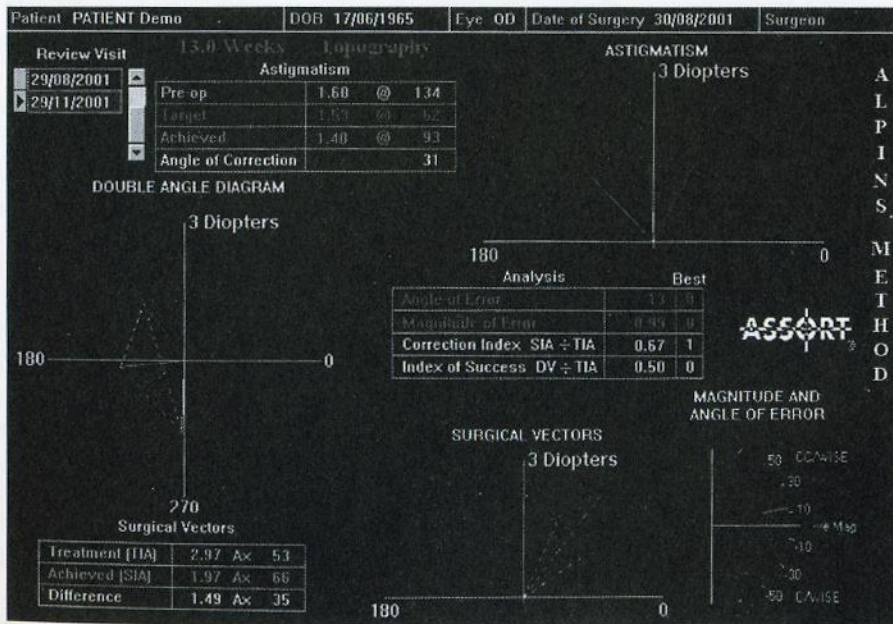 Patient PATIENT Demo DOB 17/06/1965 Eye OD Date of Surgery 30/08/2001 Surgeon
Review Visit
13.0 Weeks Topography
29/08/2001
29/11/2001
Astigmatism
Pre-op 1.60 @ 134
Target 1.53 @ 62
Achieved 1.40 @ 93
Angle of Correction 31
ASTIGMATISM
3 Diopters
180 0
ALPINS METHOD
DOUBLE ANGLE DIAGRAM
3 Diopters
180 0
270
Analysis Best
Angle of Error 13 0
Magnitude of Error 0
Correction Index SIA ÷ TIA 0.67 1
Index of Success DV ÷ TIA 0.50 0
ASSORT
Surgical Vectors
Treatment (TIA) 2.97 Ax 53
Achieved (SIA) 1.97 Ax 66
Difference 1.49 Ax 35
SURGICAL VECTORS
3 Diopters
180 0
MAGNITUDE AND
ANGLE OF ERROR
50 CC/WISE
30
10
Mag
-10
-30
-50 C/WISE